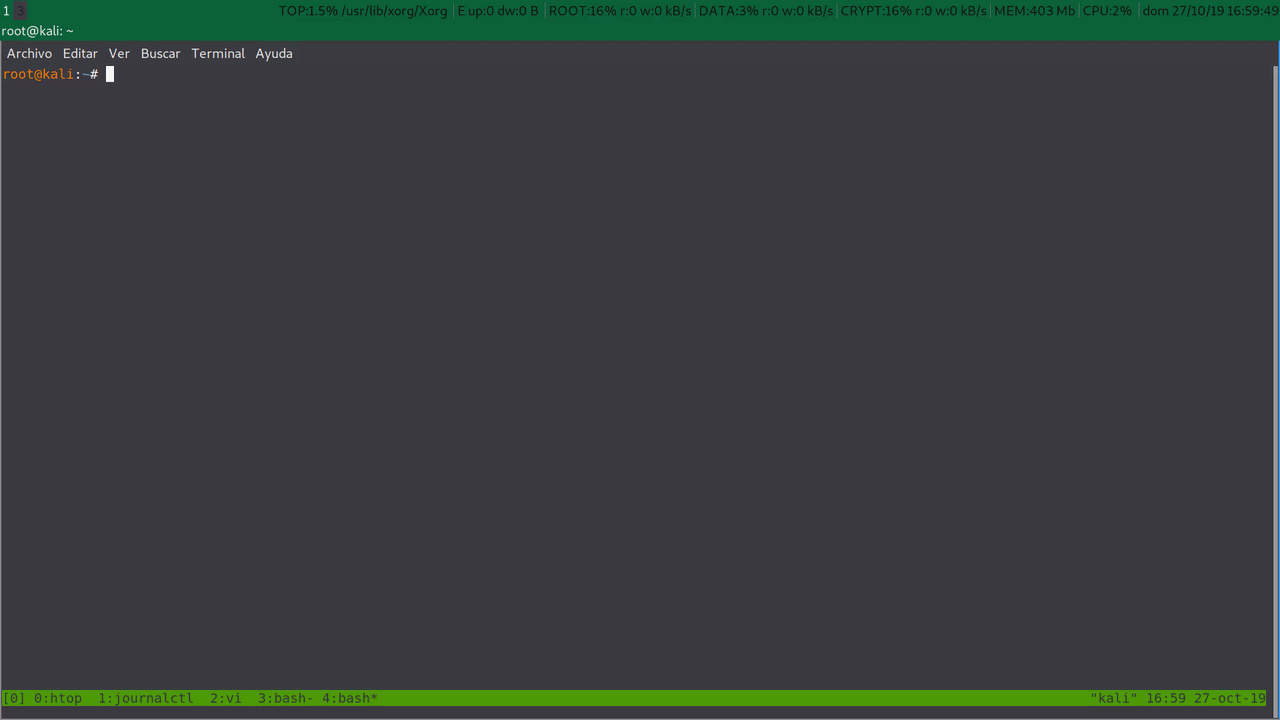 1 3 TOP:1.5% /usr/lib/xorg/Xorg E up:0 dw:0 B ROOT:16% r:0 w:0 kB/s DATA:3% r:0 w:0 kB/s CRYPT:16% r:0 w:0 kB/s MEM:403 Mb CPU:2% dom 27/10/19 16:59:49
root@kali: ~
Archivo Editar Ver Buscar Terminal Ayuda
root@kali:~#
[0] 0:htop 1:journalctl 2:vi 3:bash- 4:bash* "kali" 16:59 27-oct-19